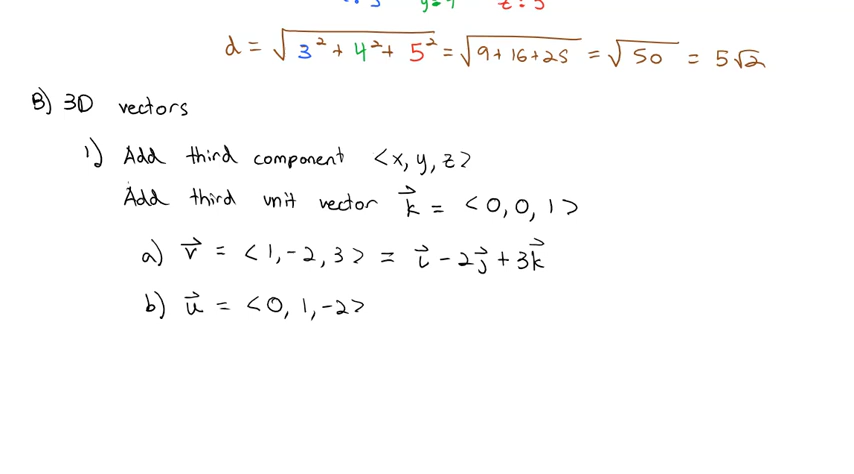 y=4
d = √(3² + 4² + 5²) = √(9+16+25) = √50 = 5√2
B) 3D vectors
1) Add third component <x, y, z>
Add third unit vector k⃗ = <0, 0, 1>
a) v⃗ = <1, -2, 3> = i⃗ - 2j⃗ + 3k⃗
b) u⃗ = <0, 1, -2>